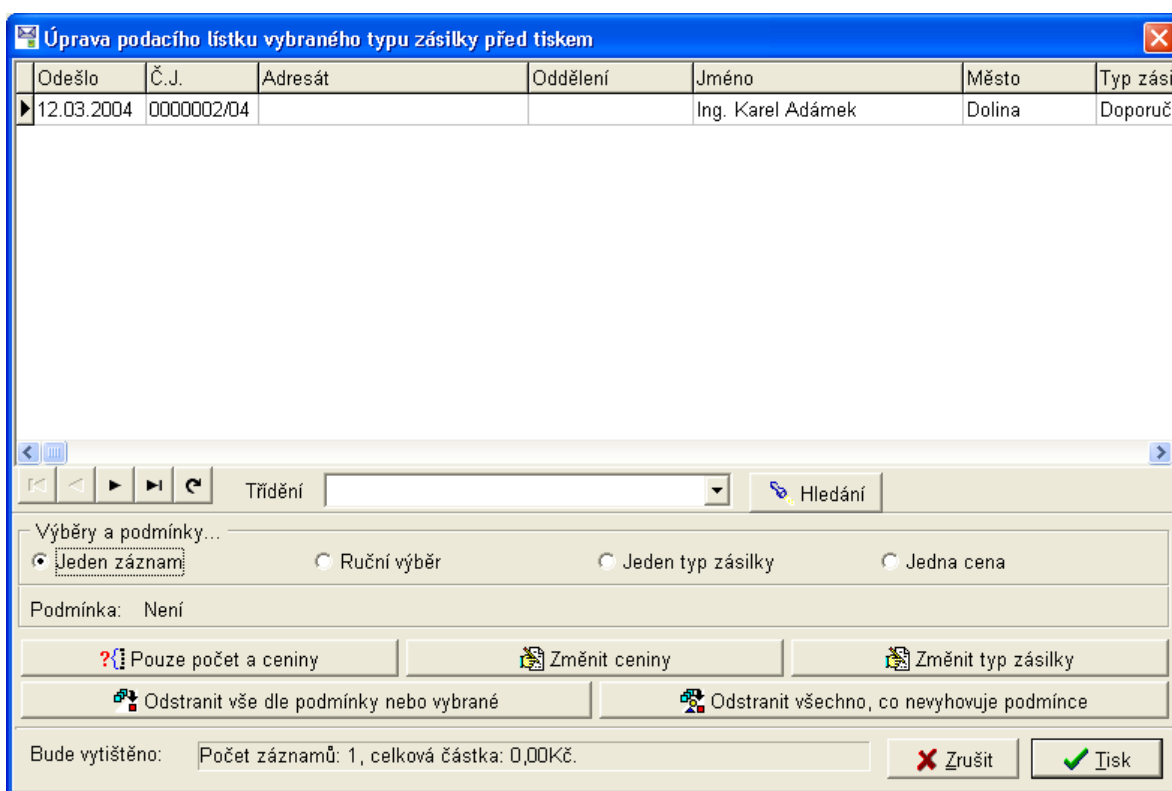 Úprava podacího lístku vybraného typu zásilky před tiskem
Odešlo Č.J. Adresát Oddělení Jméno Město Typ zási
12.03.2004 0000002/04 Ing. Karel Adámek Dolina Doporuč
Třídění Hledání
Výběry a podmínky...
Jeden záznam Ruční výběr Jeden typ zásilky Jedna cena
Podmínka: Není
?{ Pouze počet a ceniny Změnit ceniny Změnit typ zásilky
Odstranit vše dle podmínky nebo vybrané Odstranit všechno, co nevyhovuje podmínce
Bude vytištěno: Počet záznamů: 1, celková částka: 0,00Kč. Zrušit Tisk